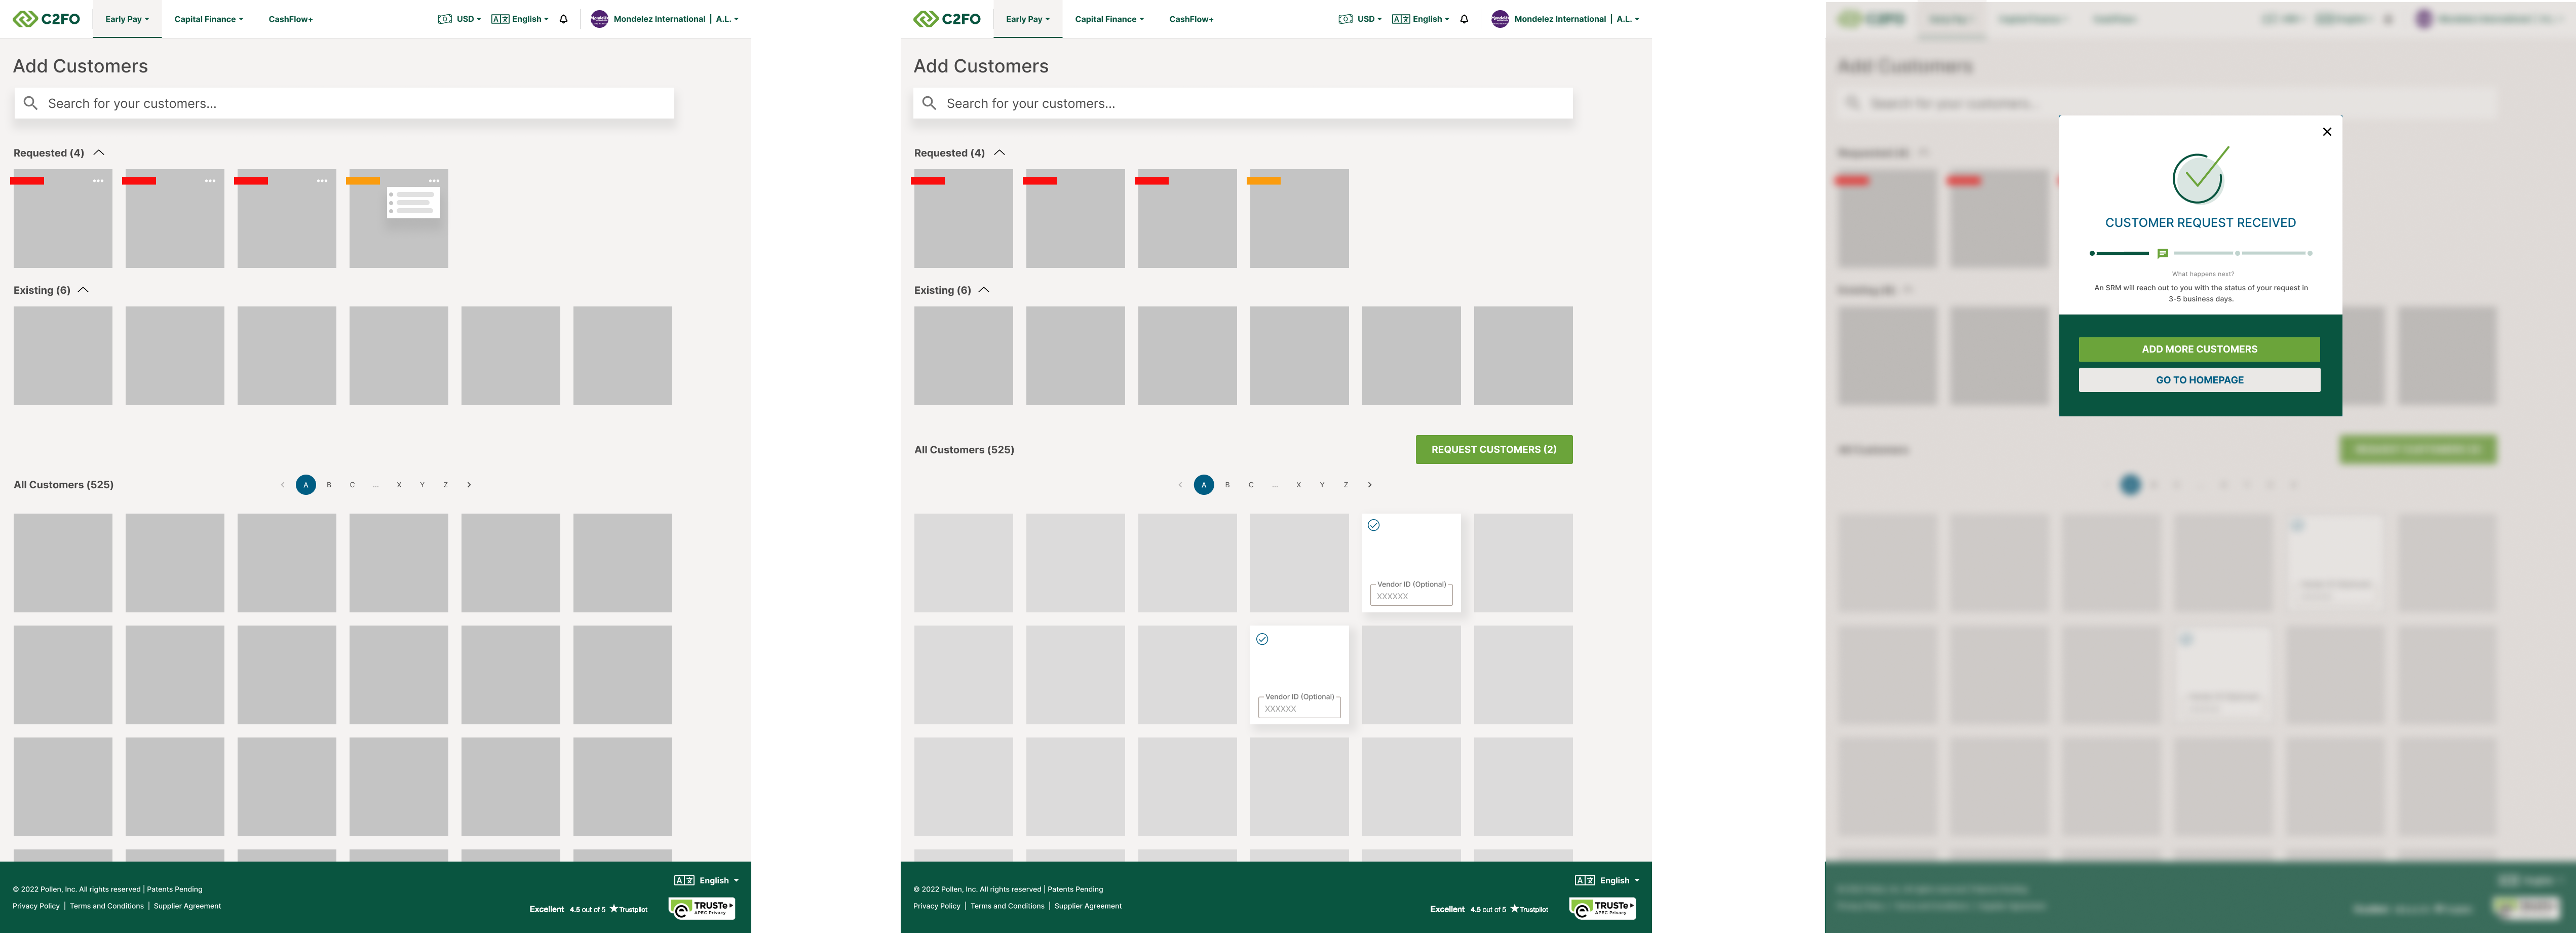 C2FO Early Pay Capital Finance CashFlow+ USD English Mondelez International | A.L.
Add Customers
Search for your customers...
Requested (4)
Existing (6)
All Customers (525)
A B C ... X Y Z
© 2022 Pollen, Inc. All rights reserved | Patents Pending
Privacy Policy | Terms and Conditions | Supplier Agreement
English
Excellent 4.5 out of 5 Trustpilot
TRUSTe
APEC Privacy
C2FO Early Pay Capital Finance CashFlow+ USD English Mondelez International | A.L.
Add Customers
Search for your customers...
Requested (4)
Existing (6)
All Customers (525)
REQUEST CUSTOMERS (2)
A B C ... X Y Z
Vendor ID (Optional)
XXXXXX
Vendor ID (Optional)
XXXXXX
© 2022 Pollen, Inc. All rights reserved | Patents Pending
Privacy Policy | Terms and Conditions | Supplier Agreement
English
Excellent 4.5 out of 5 Trustpilot
TRUSTe
APEC Privacy
Add Customers
Search for your customers...
CUSTOMER REQUEST RECEIVED
What happens next?
An SRM will reach out to you with the status of your request in
3-5 business days.
ADD MORE CUSTOMERS
GO TO HOMEPAGE